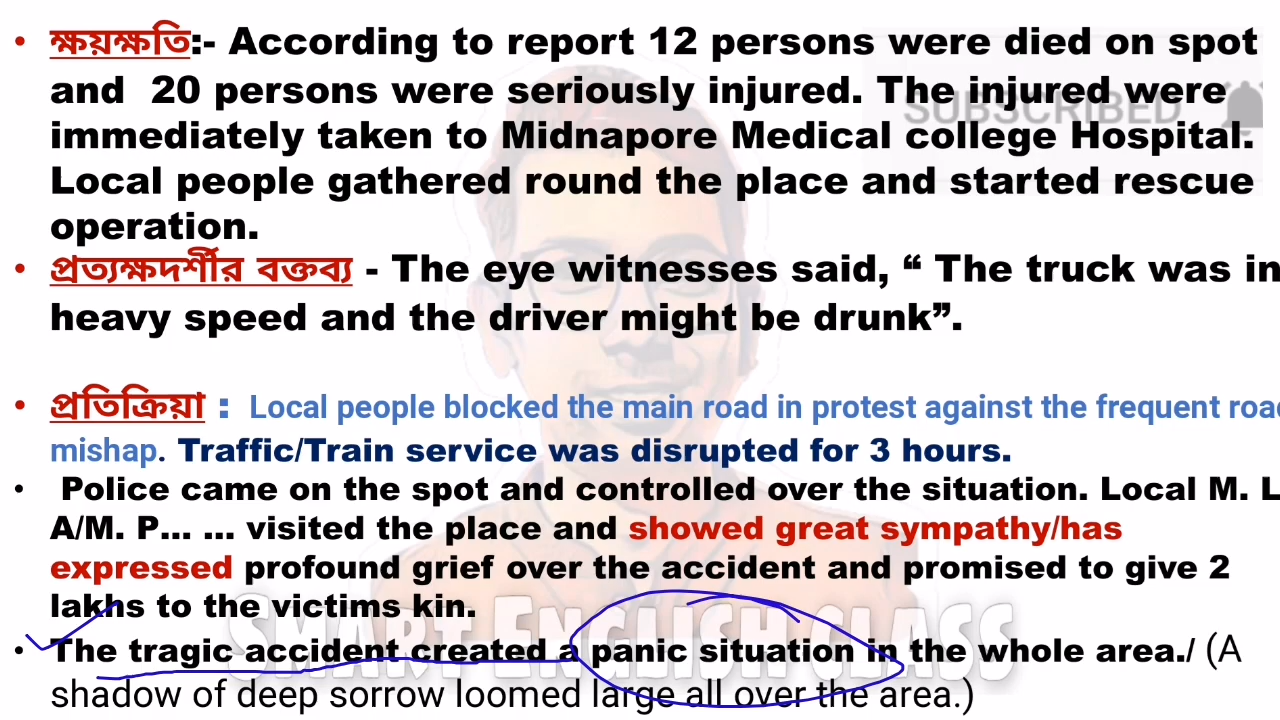 • ক্ষয়ক্ষতি:- According to report 12 persons were died on spot
and 20 persons were seriously injured. The injured were
immediately taken to Midnapore Medical college Hospital.
Local people gathered round the place and started rescue
operation.
• প্রত্যক্ষদর্শীর বক্তব্য - The eye witnesses said, “ The truck was in
heavy speed and the driver might be drunk”.
• প্রতিক্রিয়া : Local people blocked the main road in protest against the frequent road
mishap. Traffic/Train service was disrupted for 3 hours.
• Police came on the spot and controlled over the situation. Local M. L
A/M. P... ... visited the place and showed great sympathy/has
expressed profound grief over the accident and promised to give 2
lakhs to the victims kin.
• The tragic accident created a panic situation in the whole area./ (A
shadow of deep sorrow loomed large all over the area.)
SUBSCRIBED
SMART ENGLISH CLASS